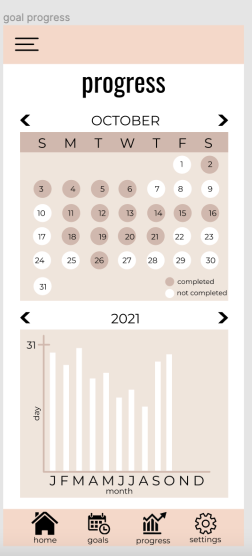 goal progress
progress
OCTOBER
S M T W T F S
1 2
3 4 5 6 7 8 9
10 11 12 13 14 15 16
17 18 19 20 21 22 23
24 25 26 27 28 29 30
31
completed
not completed
2021
31
day
J F M A M J J A S O N D
month
home goals progress settings